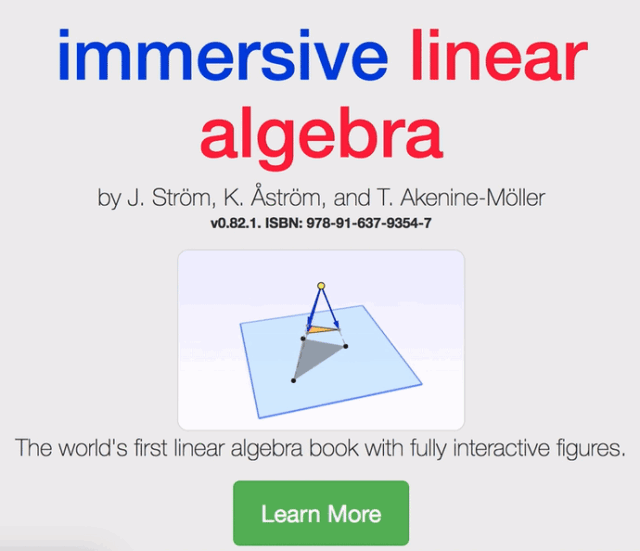 immersive linear
algebra
by J. Ström, K. Åström, and T. Akenine-Möller
v0.82.1. ISBN: 978-91-637-9354-7
The world's first linear algebra book with fully interactive figures.
Learn More